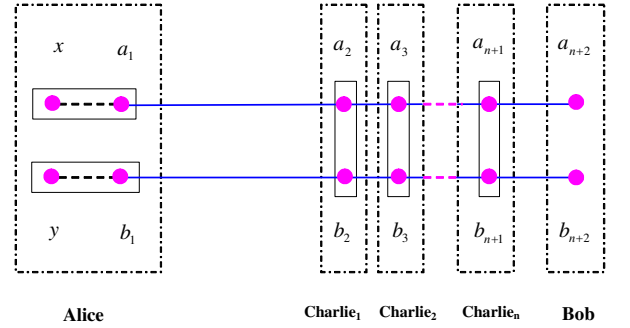 x a₁ a₂ a₃ aₙ₊₁ aₙ₊₂
y b₁ b₂ b₃ bₙ₊₁ bₙ₊₂
Alice Charlie₁ Charlie₂ Charlieₙ Bob